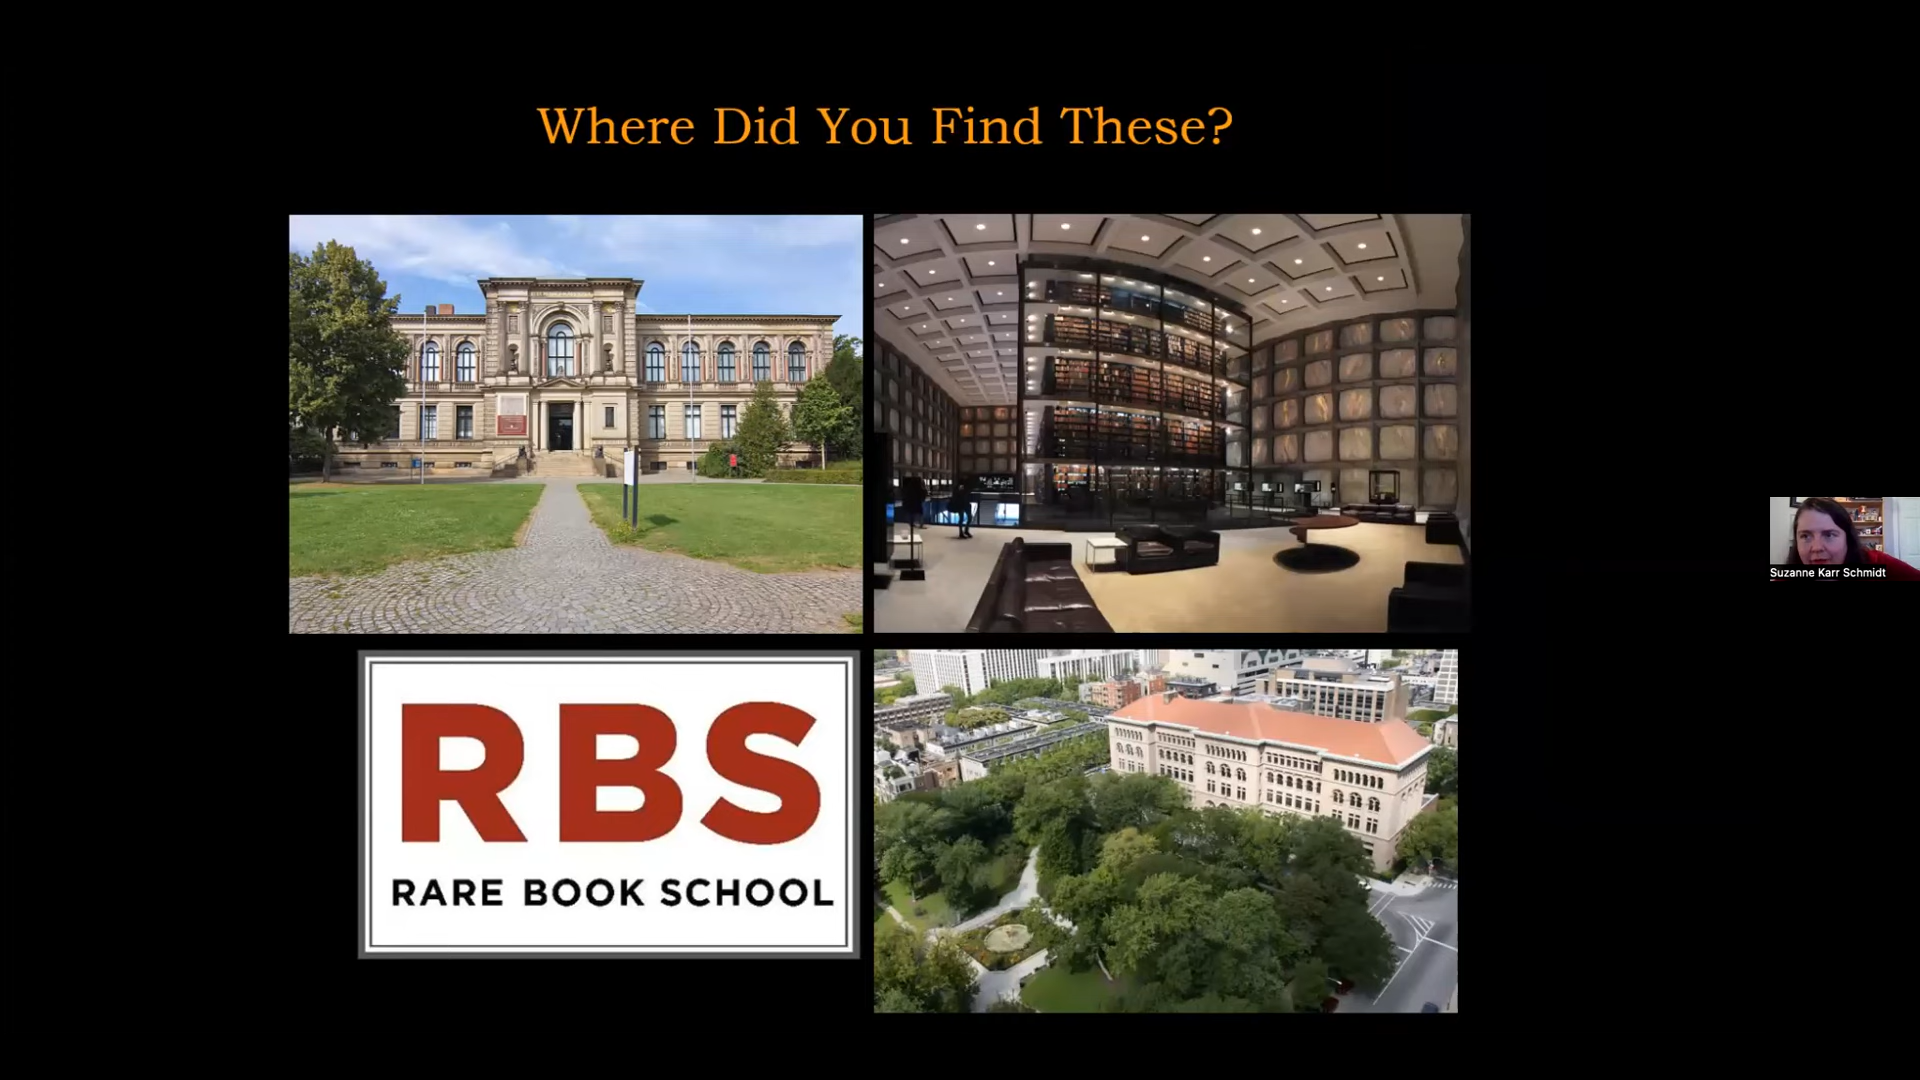 Where Did You Find These?
RBS
RARE BOOK SCHOOL
Suzanne Karr Schmidt